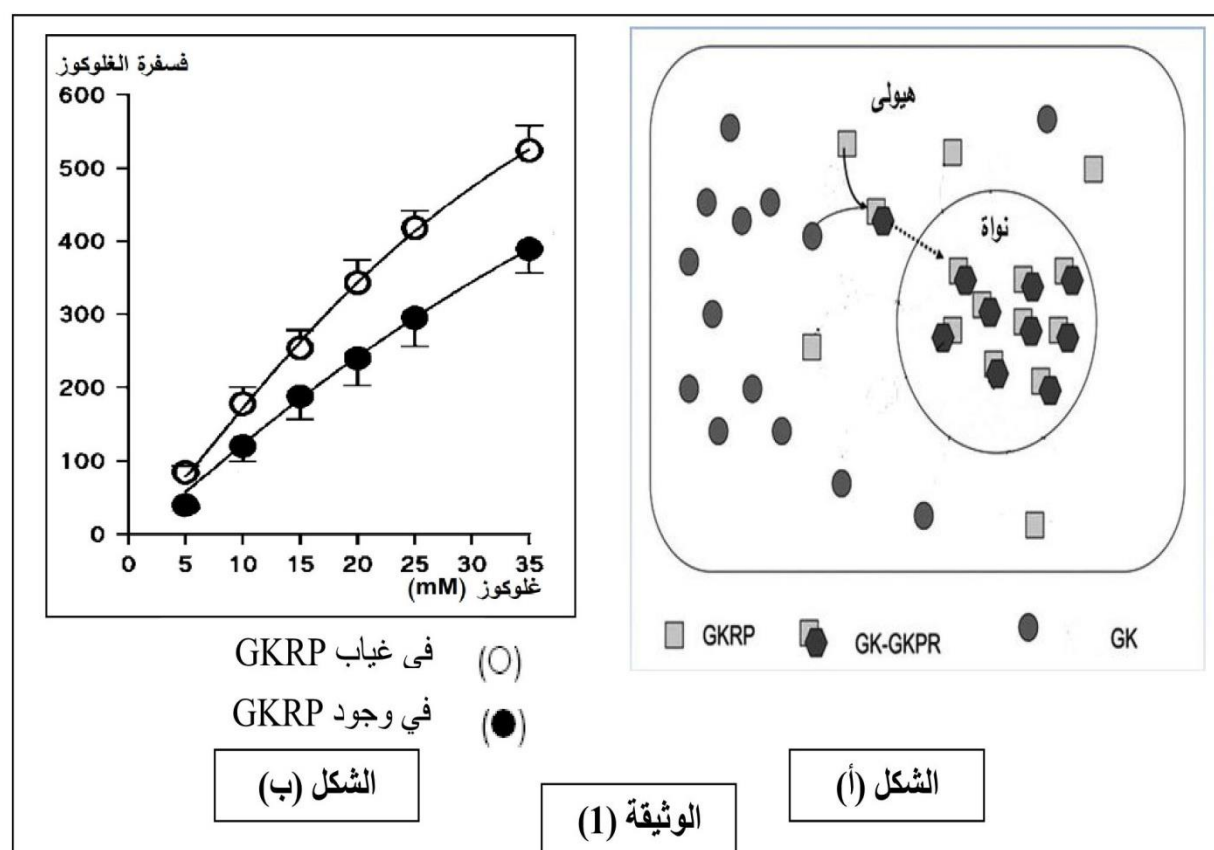 فسفرة الغلوكوز
600
500
400
300
200
100
0
0 5 10 15 20 25 30 35
غلوكوز (mM)
(○) في غياب GKRP
(●) في وجود GKRP
الشكل (ب)
هيولى
نواة
GKRP
GK-GKPR
GK
الشكل (أ)
الوثيقة (1)